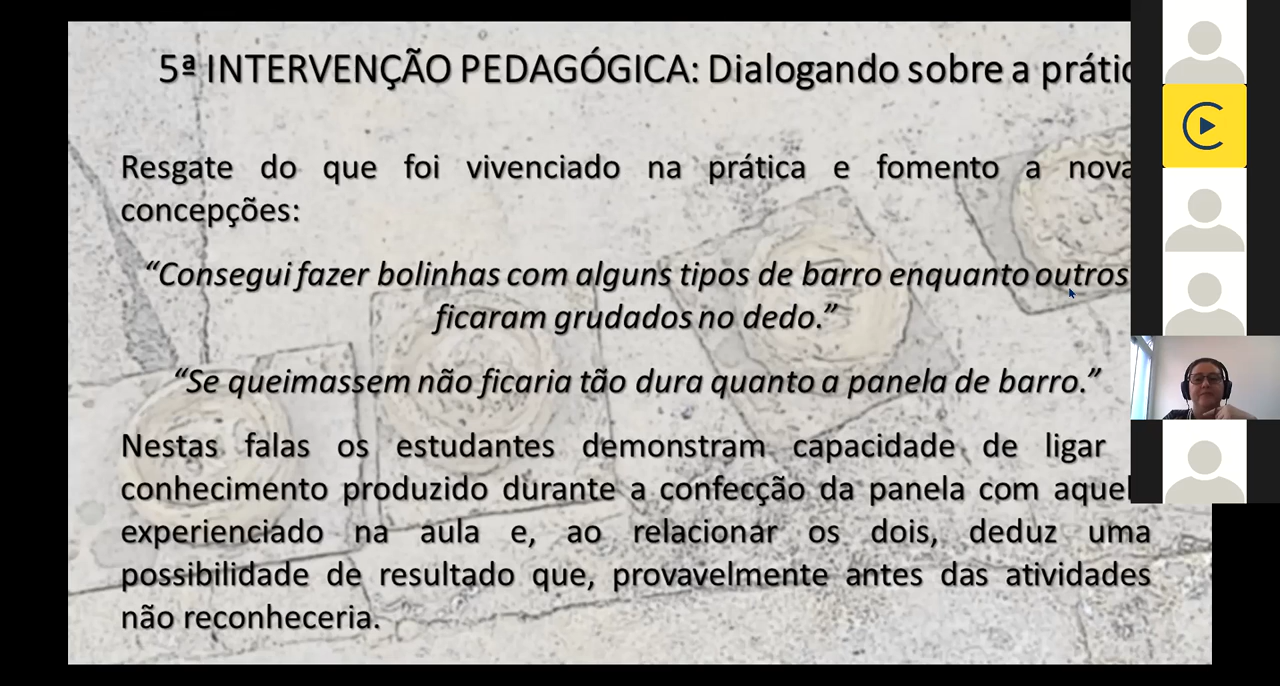 5ª INTERVENÇÃO PEDAGÓGICA: Dialogando sobre a prátic
Resgate do que foi vivenciado na prática e fomento a nova
concepções:
“Consegui fazer bolinhas com alguns tipos de barro enquanto outros
ficaram grudados no dedo.”
“Se queimassem não ficaria tão dura quanto a panela de barro.”
Nestas falas os estudantes demonstram capacidade de ligar
conhecimento produzido durante a confecção da panela com aquel
experienciado na aula e, ao relacionar os dois, deduz uma
possibilidade de resultado que, provavelmente antes das atividades
não reconheceria.